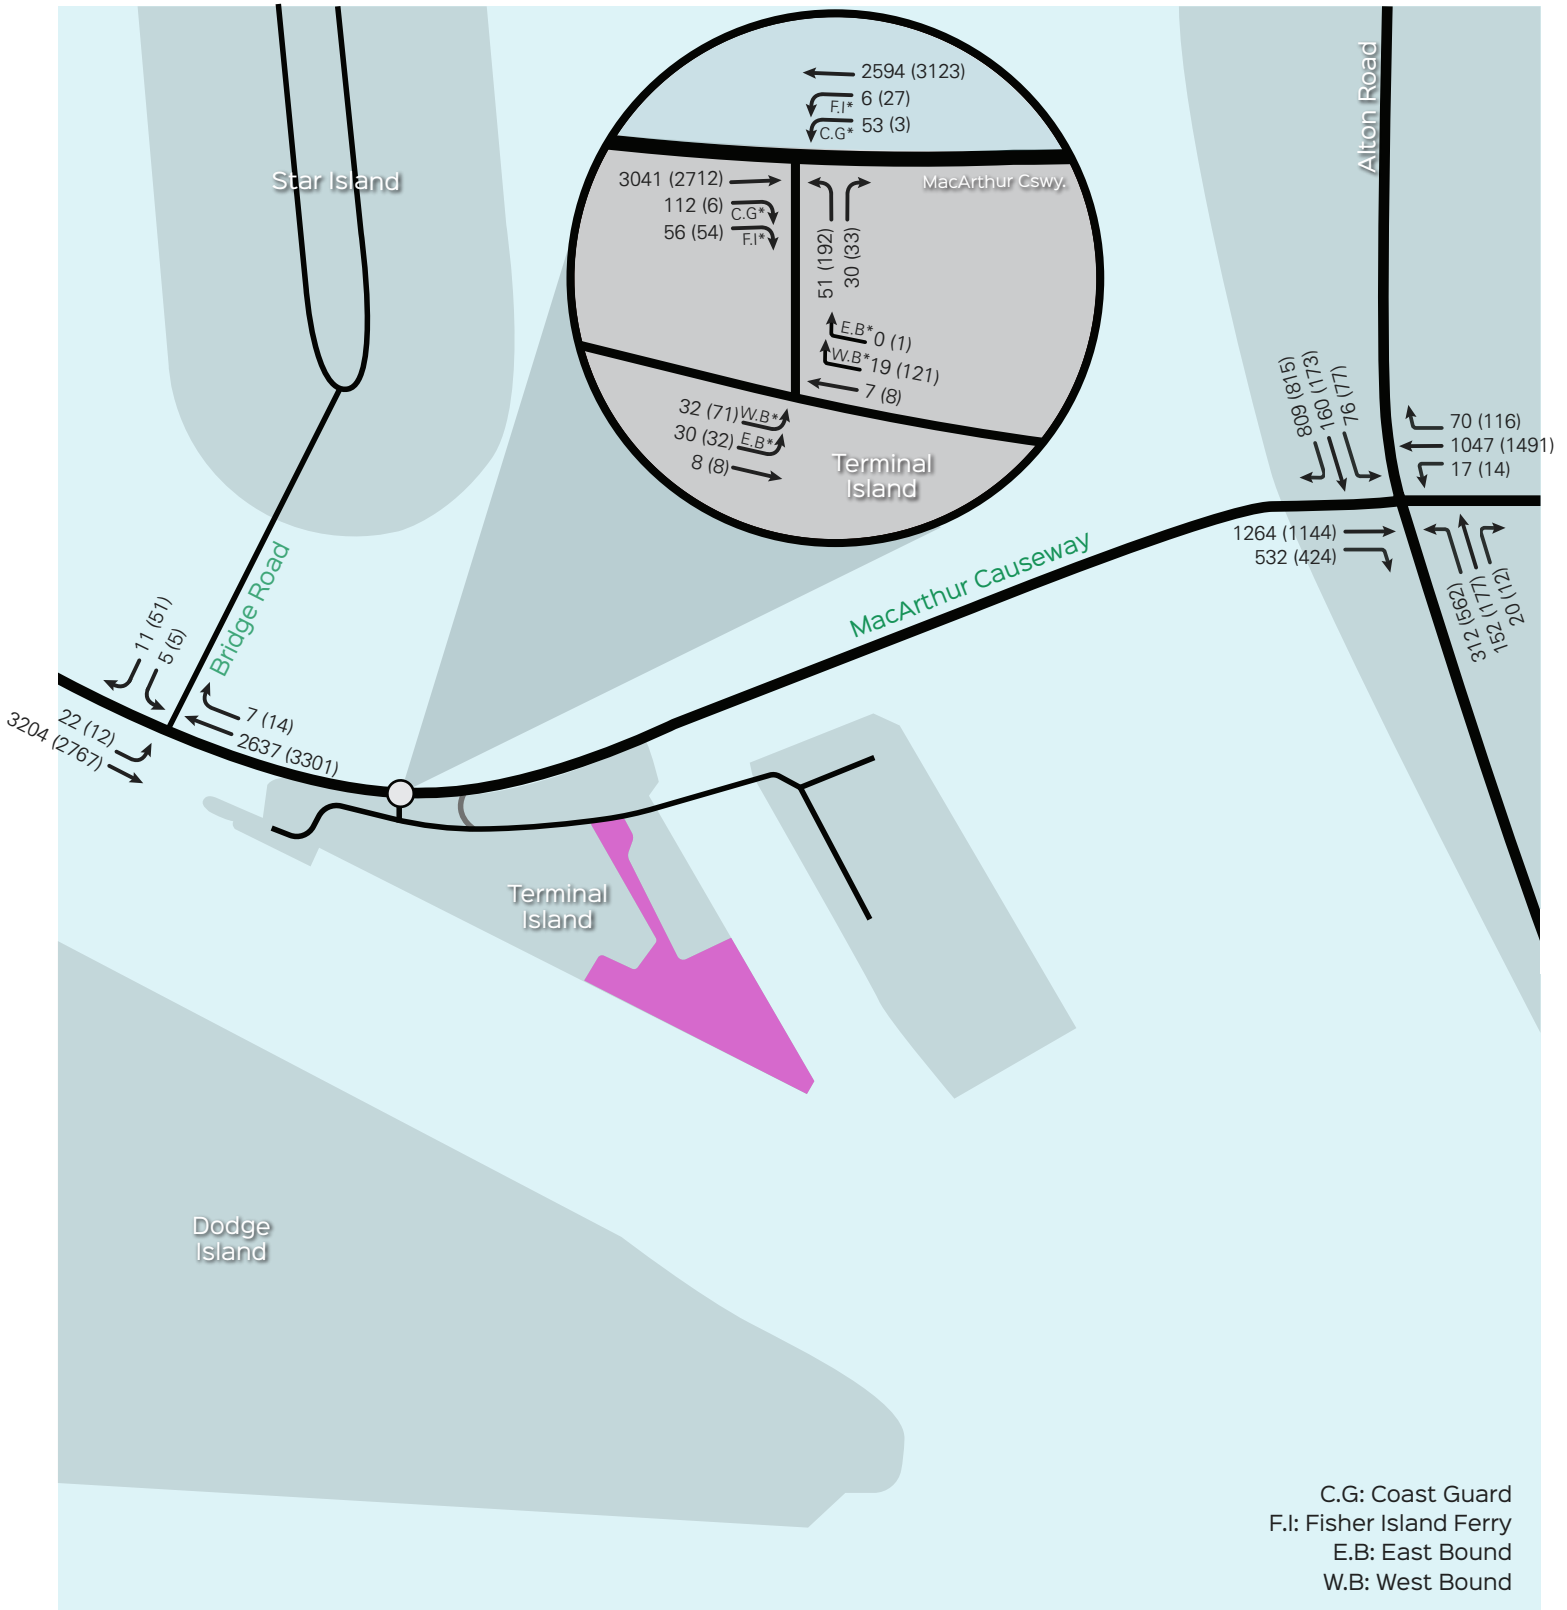 2594 (3123)
6 (27)
F.I*
53 (3)
C.G*
MacArthur Cswy.
3041 (2712)
112 (6)
C.G*
56 (54)
F.I*
51 (192)
30 (33)
E.B* 0 (1)
W.B* 19 (121)
7 (8)
32 (71) W.B*
30 (32) E.B*
8 (8)
Terminal
Island
Star Island
Alton Road
809 (815)
160 (173)
76 (77)
70 (116)
1047 (1491)
17 (14)
1264 (1144)
532 (424)
312 (562)
152 (177)
20 (12)
MacArthur Causeway
Bridge Road
11 (51)
5 (5)
7 (14)
2637 (3301)
22 (12)
3204 (2767)
Terminal
Island
Dodge
Island
C.G: Coast Guard
F.I: Fisher Island Ferry
E.B: East Bound
W.B: West Bound